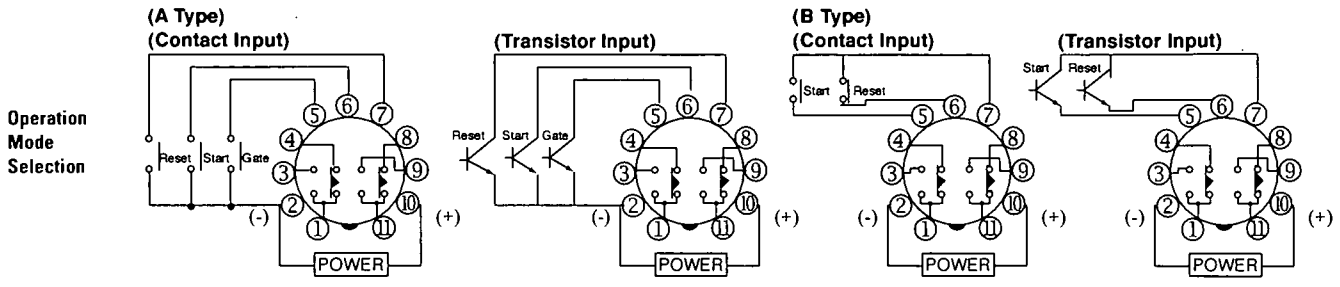 (A Type)
(Contact Input)
(Transistor Input)
(B Type)
(Contact Input)
(Transistor Input)
Operation
Mode
Selection
Reset Start Gate
5 6 7
4 8
3 9
2 10
1 11
(-) (+)
POWER
Reset Start Gate
5 6 7
4 8
3 9
2 10
1 11
(-) (+)
POWER
Start Reset
5 6 7
4 8
3 9
2 10
1 11
(-) (+)
POWER
Start Reset
5 6 7
4 8
3 9
2 10
1 11
(-) (+)
POWER